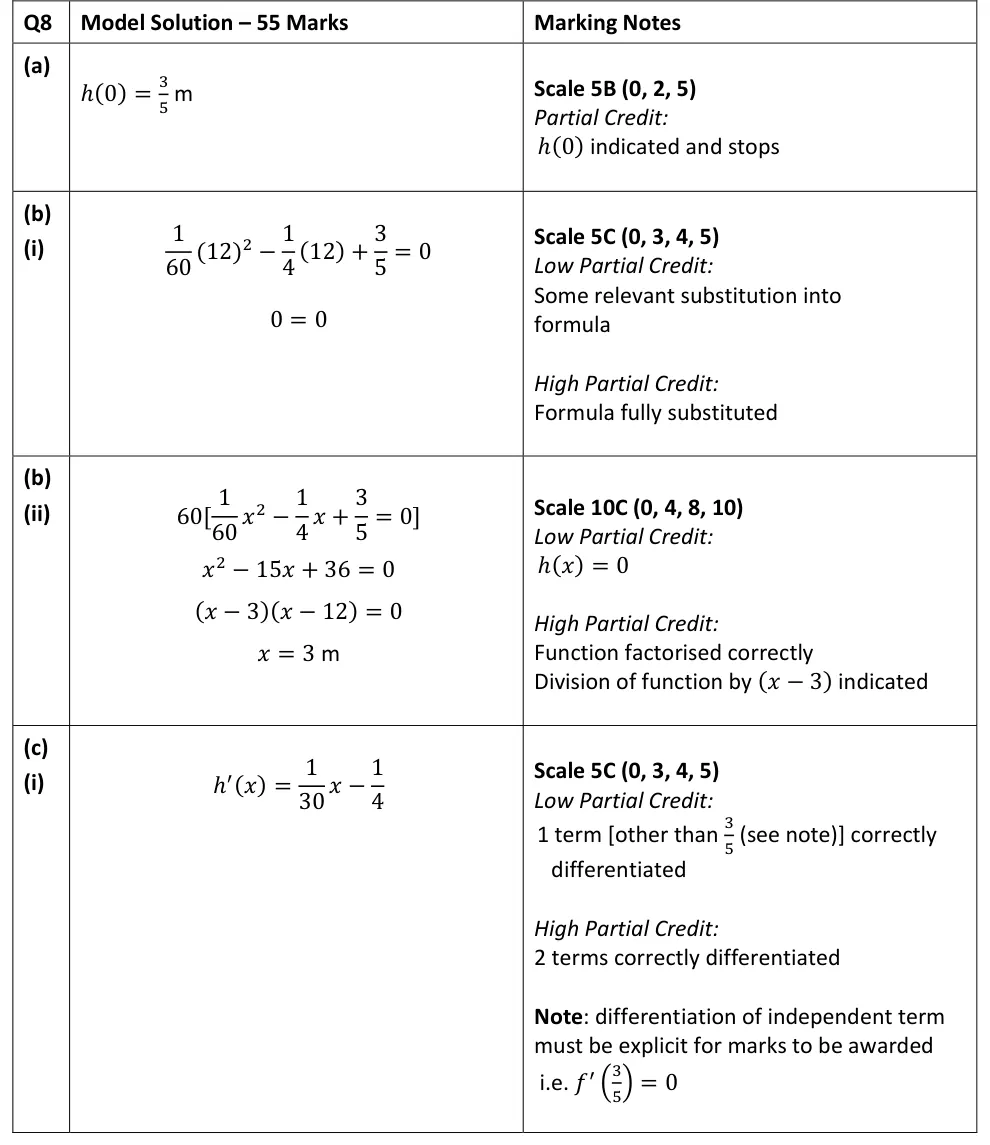 Q8 Model Solution – 55 Marks Marking Notes
(a)
h(0) = 3/5 m
Scale 5B (0, 2, 5)
Partial Credit:
h(0) indicated and stops
(b)
(i)
1/60 (12)² − 1/4 (12) + 3/5 = 0
0 = 0
Scale 5C (0, 3, 4, 5)
Low Partial Credit:
Some relevant substitution into
formula
High Partial Credit:
Formula fully substituted
(b)
(ii)
60[1/60 x² − 1/4 x + 3/5 = 0]
x² − 15x + 36 = 0
(x − 3)(x − 12) = 0
x = 3 m
Scale 10C (0, 4, 8, 10)
Low Partial Credit:
h(x) = 0
High Partial Credit:
Function factorised correctly
Division of function by (x − 3) indicated
(c)
(i)
h′(x) = 1/30 x − 1/4
Scale 5C (0, 3, 4, 5)
Low Partial Credit:
1 term [other than 3/5 (see note)] correctly
differentiated
High Partial Credit:
2 terms correctly differentiated
Note: differentiation of independent term
must be explicit for marks to be awarded
i.e. f′(3/5) = 0